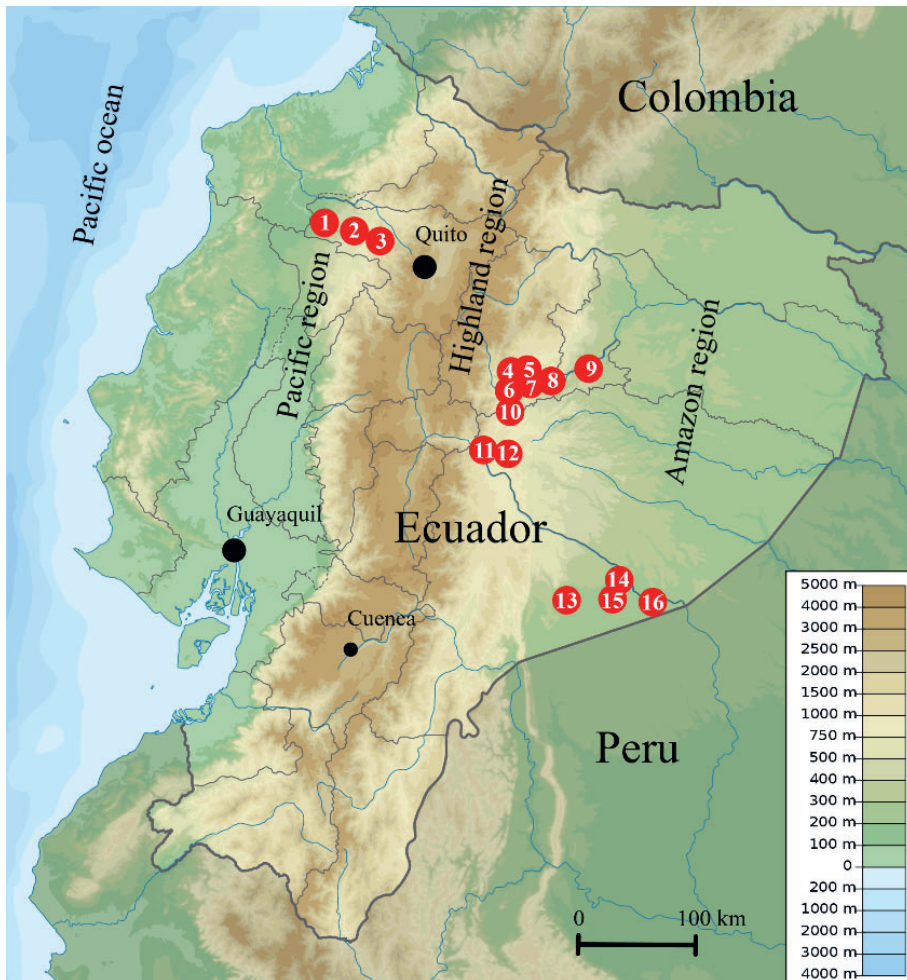 Colombia
Pacific ocean
1
2
3
Quito
Highland region
Pacific region
Amazon region
4
5
6
7
8
9
10
11
12
Guayaquil
Ecuador
13
14
15
16
Cuenca
Peru
0
100 km
5000 m
4000 m
3000 m
2500 m
2000 m
1500 m
1000 m
750 m
500 m
400 m
300 m
200 m
100 m
0
200 m
1000 m
2000 m
3000 m
4000 m